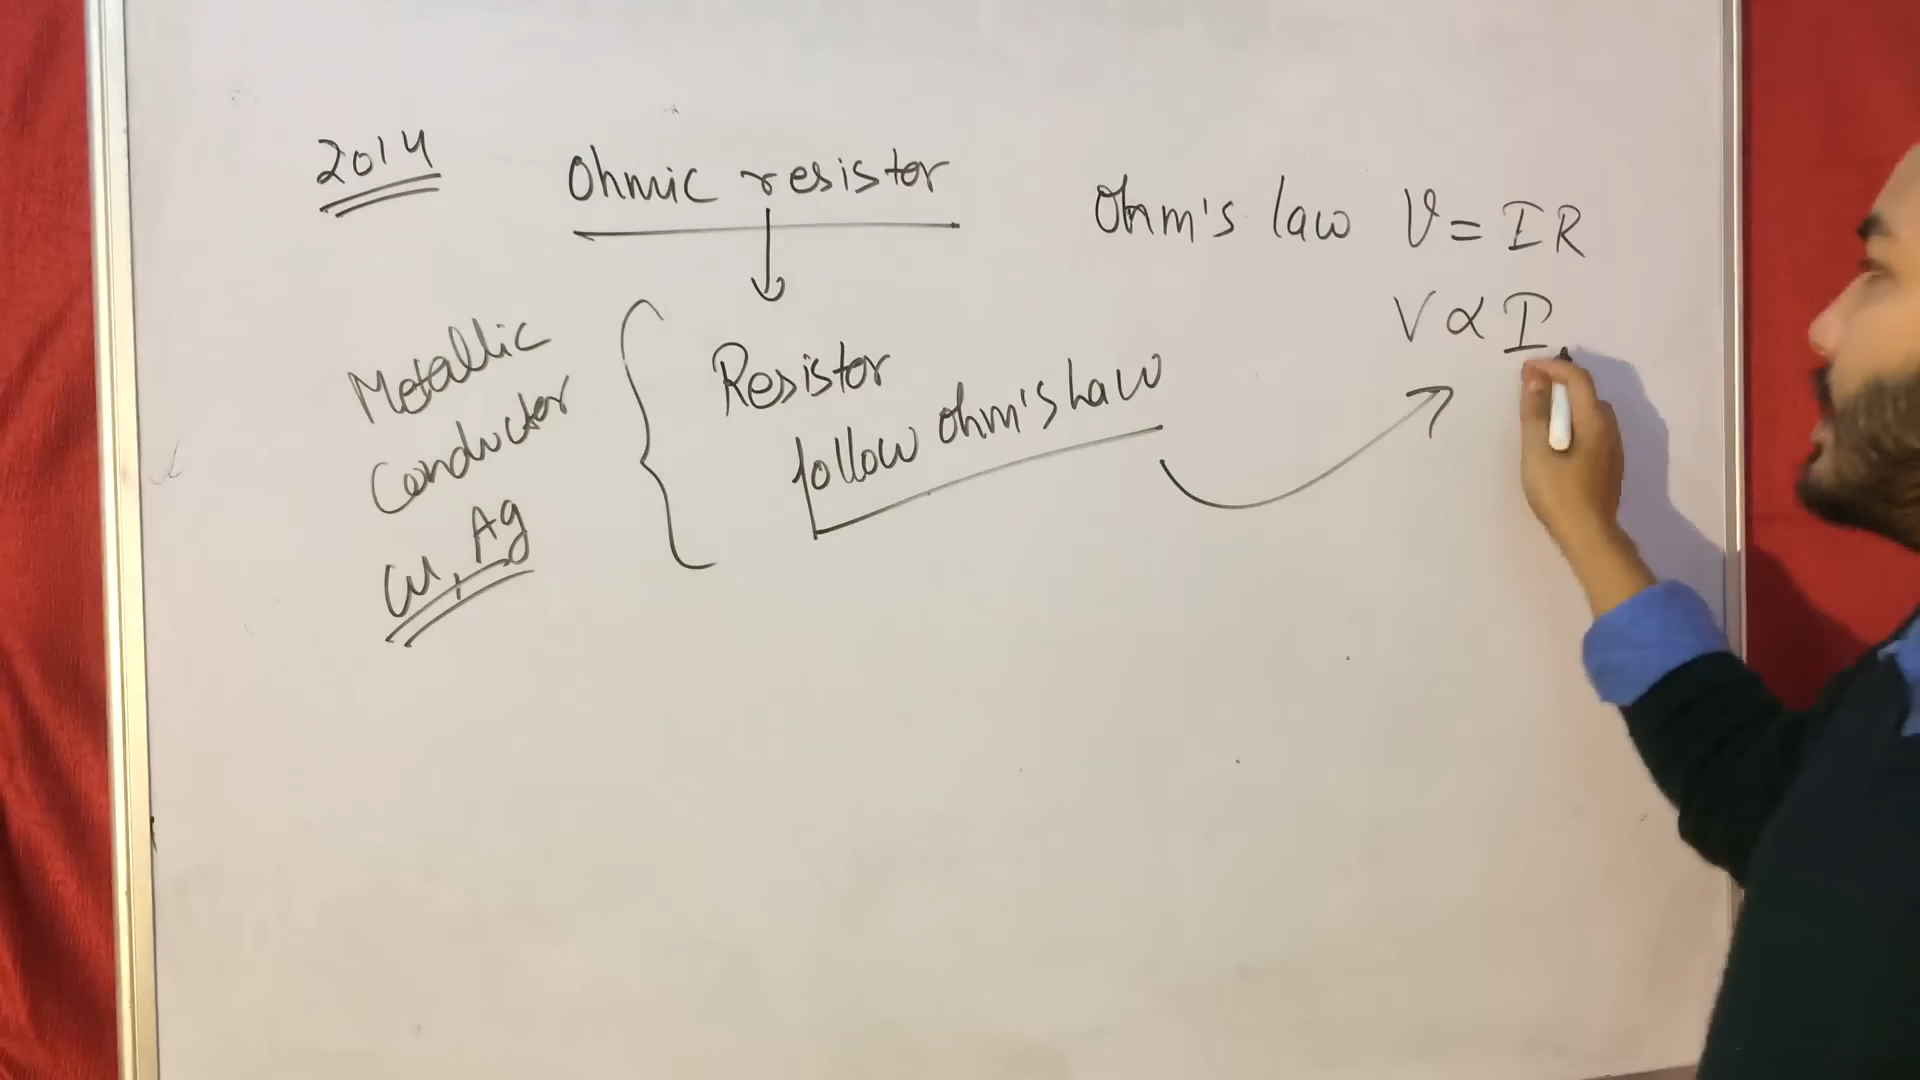 2014
Ohmic resistor
Ohm's law V = IR
V ∝ I
Metallic
Conductor
Cu, Ag
Resistor
follow ohm's law